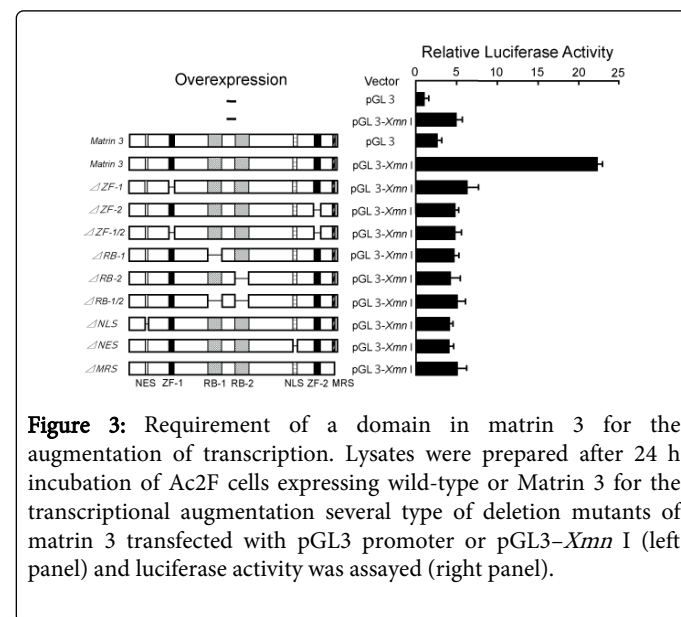 Relative Luciferase Activity
Overexpression
Vector
0 5 10 15 20 25
– pGL 3
– pGL 3-Xmn I
Matrin 3 pGL 3
Matrin 3 pGL 3-Xmn I
⊿ZF-1 pGL 3-Xmn I
⊿ZF-2 pGL 3-Xmn I
⊿ZF-1/2 pGL 3-Xmn I
⊿RB-1 pGL 3-Xmn I
⊿RB-2 pGL 3-Xmn I
⊿RB-1/2 pGL 3-Xmn I
⊿NLS pGL 3-Xmn I
⊿NES pGL 3-Xmn I
⊿MRS pGL 3-Xmn I
NES ZF-1 RB-1 RB-2 NLS ZF-2 MRS
Figure 3: Requirement of a domain in matrin 3 for the
augmentation of transcription. Lysates were prepared after 24 h
incubation of Ac2F cells expressing wild-type or Matrin 3 for the
transcriptional augmentation several type of deletion mutants of
matrin 3 transfected with pGL3 promoter or pGL3–Xmn I (left
panel) and luciferase activity was assayed (right panel).